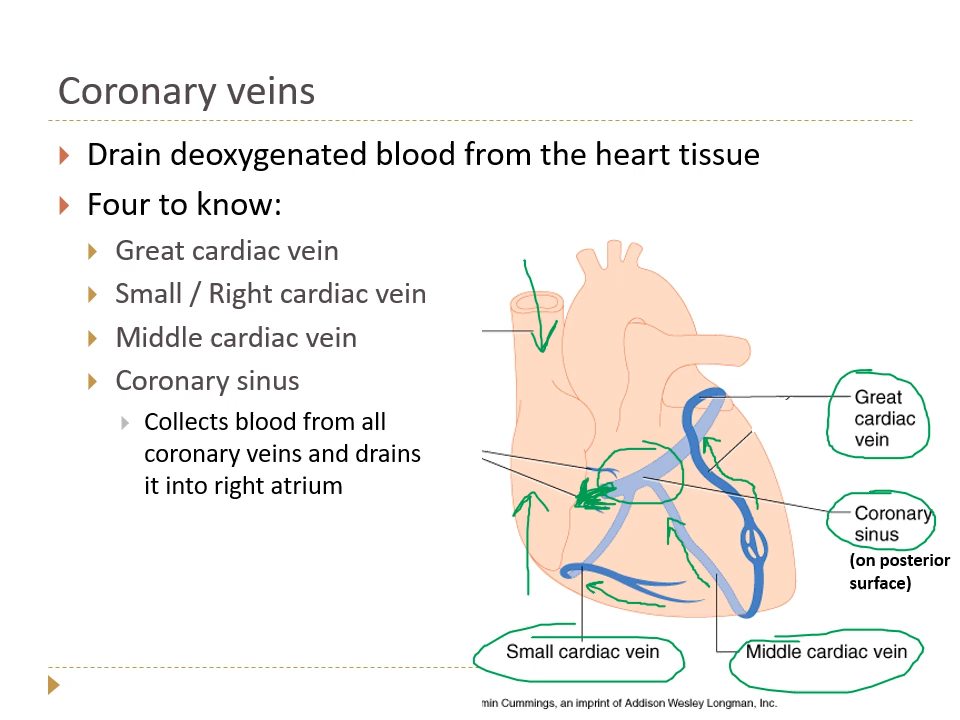 Coronary veins
Drain deoxygenated blood from the heart tissue
Four to know:
Great cardiac vein
Small / Right cardiac vein
Middle cardiac vein
Coronary sinus
Collects blood from all
coronary veins and drains
it into right atrium
Great
cardiac
vein
Coronary
sinus
(on posterior
surface)
Small cardiac vein
Middle cardiac vein
min Cummings, an imprint of Addison Wesley Longman, Inc.